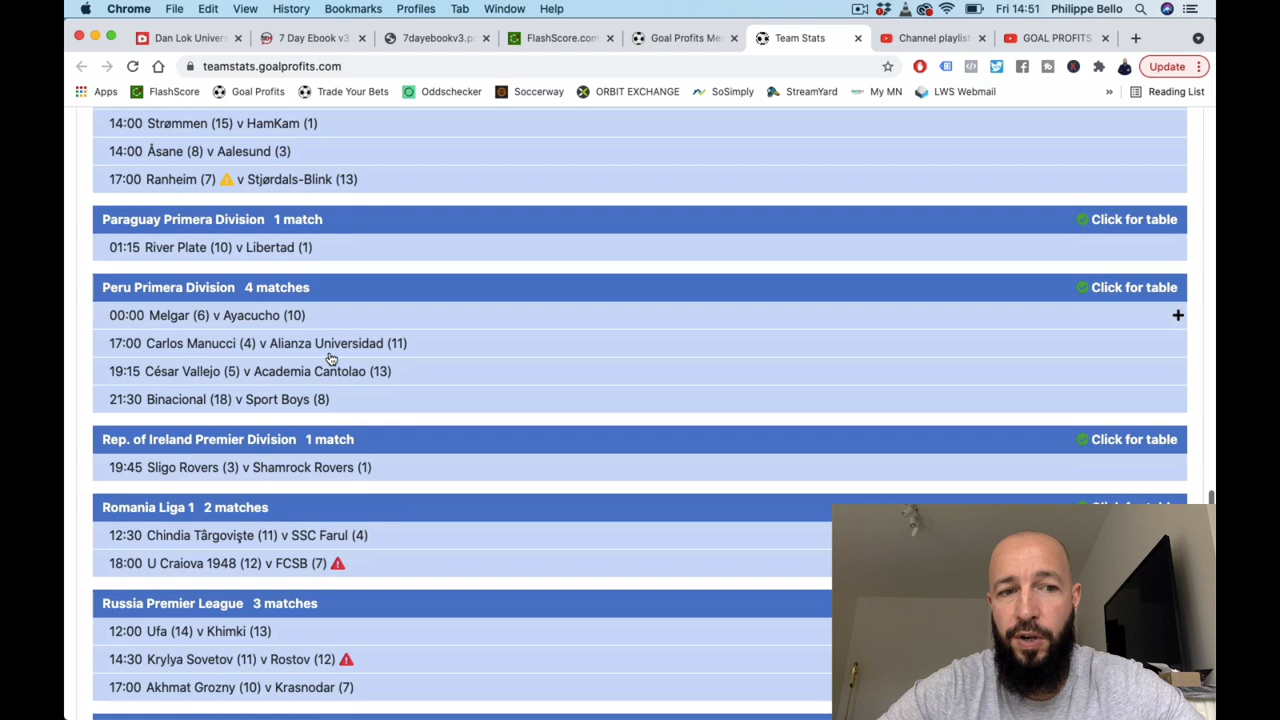 Chrome File Edit View History Bookmarks Profiles Tab Window Help Fri 14:51 Philippe Bello
Dan Lok Univers 7 Day Ebook v3 7dayebookv3.p FlashScore.com Goal Profits Me Team Stats Channel playlist GOAL PROFITS
teamstats.goalprofits.com Update
Apps FlashScore Goal Profits Trade Your Bets Oddschecker Soccerway ORBIT EXCHANGE SoSimply StreamYard My MN LWS Webmail » Reading List
14:00 Strømmen (15) v HamKam (1)
14:00 Åsane (8) v Aalesund (3)
17:00 Ranheim (7) v Stjørdals-Blink (13)
Paraguay Primera Division 1 match Click for table
01:15 River Plate (10) v Libertad (1)
Peru Primera Division 4 matches Click for table
00:00 Melgar (6) v Ayacucho (10) +
17:00 Carlos Manucci (4) v Alianza Universidad (11)
19:15 César Vallejo (5) v Academia Cantolao (13)
21:30 Binacional (18) v Sport Boys (8)
Rep. of Ireland Premier Division 1 match Click for table
19:45 Sligo Rovers (3) v Shamrock Rovers (1)
Romania Liga 1 2 matches
12:30 Chindia Târgovişte (11) v SSC Farul (4)
18:00 U Craiova 1948 (12) v FCSB (7)
Russia Premier League 3 matches
12:00 Ufa (14) v Khimki (13)
14:30 Krylya Sovetov (11) v Rostov (12)
17:00 Akhmat Grozny (10) v Krasnodar (7)